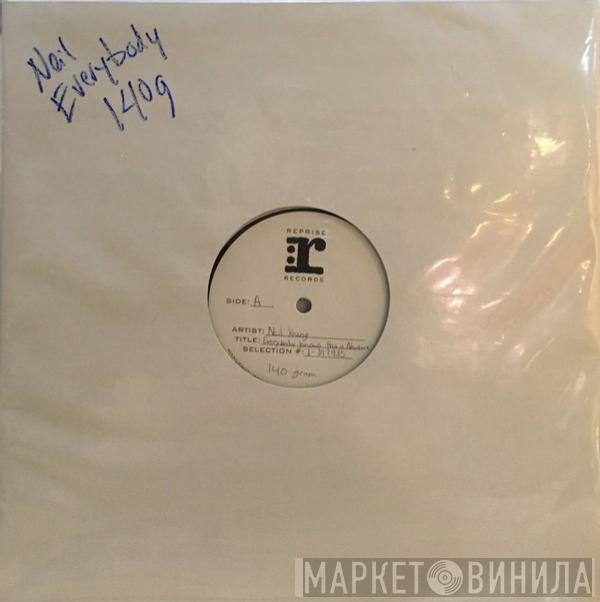 Neil
Everybody
140g
REPRISE
r
RECORDS
SIDE: A
ARTIST: Neil Young
TITLE: Everybody knows this is Nowhere
SELECTION #: 1-517935
140 gram
МАРКЕТ ВИНИЛА